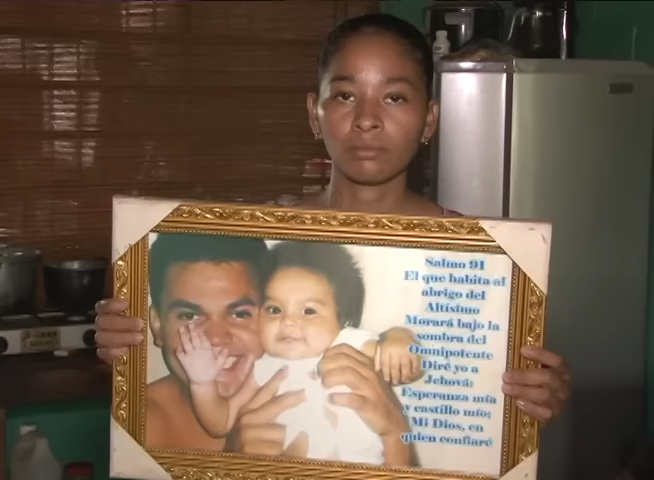 Salmo 91
El que habita al
abrigo del
Altísimo
Morará bajo la
sombra del
Omnipotente
Diré yo a
Jehová:
Esperanza mía
y castillo mío:
Mi Dios, en
quien confiaré